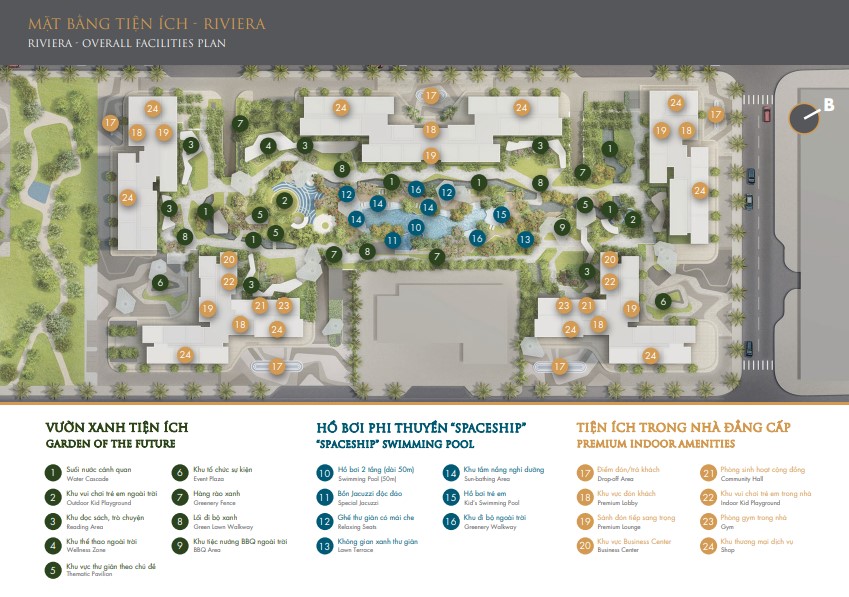 MẶT BẰNG TIỆN ÍCH - RIVIERA
RIVIERA - OVERALL FACILITIES PLAN
B
17
24
18
19
3
7
4
3
24
17
24
18
19
3
24
19
18
17
1
7
8
1
16
12
1
8
24
24
12
14
14
14
10
11
15
16
13
2
5
5
1
3
1
8
7
8
7
9
5
1
2
20
22
6
3
19
21
23
18
24
24
17
20
22
3
6
23
21
19
18
24
24
17
VƯỜN XANH TIỆN ÍCH
GARDEN OF THE FUTURE
1 Suối nước cảnh quan
Water Cascade
2 Khu vui chơi trẻ em ngoài trời
Outdoor Kid Playground
3 Khu đọc sách, trò chuyện
Reading Area
4 Khu thể thao ngoài trời
Wellness Zone
5 Khu vực thư giãn theo chủ đề
Thematic Pavilion
6 Khu tổ chức sự kiện
Event Plaza
7 Hàng rào xanh
Greenery Fence
8 Lối đi bộ xanh
Green Lawn Walkway
9 Khu tiệc nướng BBQ ngoài trời
BBQ Area
HỒ BƠI PHI THUYỀN “SPACESHIP”
“SPACESHIP” SWIMMING POOL
10 Hồ bơi 2 tầng (dài 50m)
Swimming Pool (50m)
11 Bồn Jacuzzi độc đáo
Special Jacuzzi
12 Ghế thư giãn có mái che
Relaxing Seats
13 Không gian xanh thư giãn
Lawn Terrace
14 Khu tắm nắng nghỉ dưỡng
Sun-bathing Area
15 Hồ bơi trẻ em
Kid's Swimming Pool
16 Khu đi bộ ngoài trời
Greenery Walkway
TIỆN ÍCH TRONG NHÀ ĐẲNG CẤP
PREMIUM INDOOR AMENITIES
17 Điểm đón/trả khách
Drop-off Area
18 Khu vực đón khách
Premium Lobby
19 Sảnh đón tiếp sang trọng
Premium Lounge
20 Khu vực Business Center
Business Center
21 Phòng sinh hoạt cộng đồng
Community Hall
22 Khu vui chơi trẻ em trong nhà
Indoor Kid Playground
23 Phòng gym trong nhà
Gym
24 Khu thương mại dịch vụ
Shop